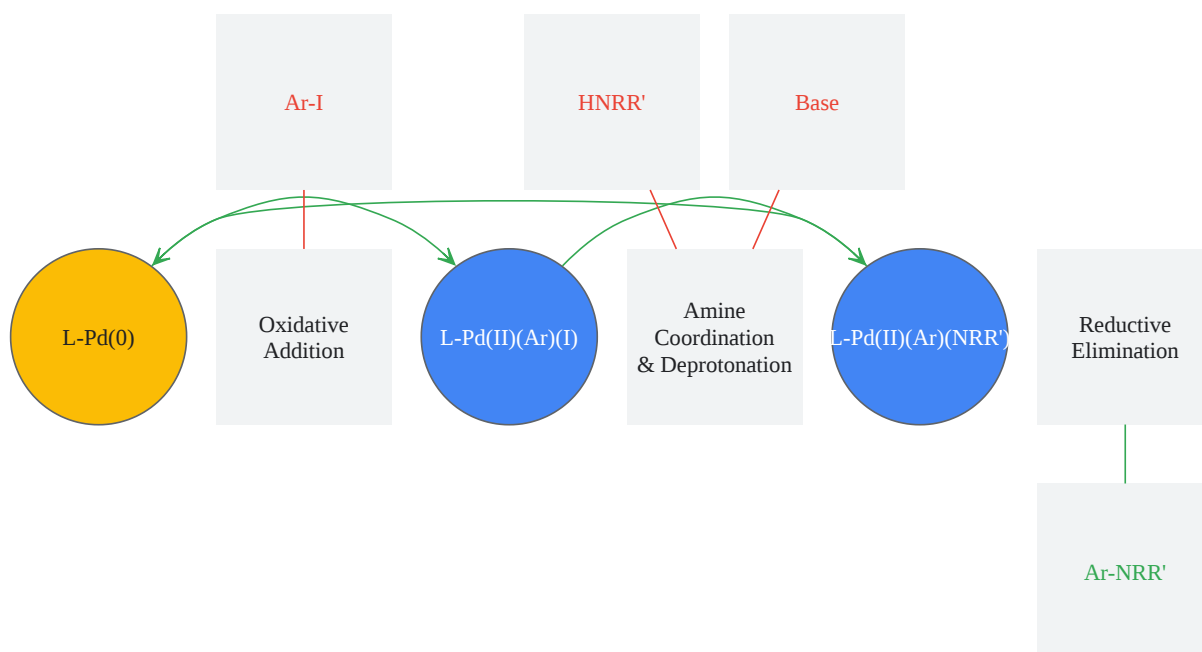 Ar-I
HNRR'
Base
L-Pd(0)
Oxidative
Addition
L-Pd(II)(Ar)(I)
Amine
Coordination
& Deprotonation
L-Pd(II)(Ar)(NRR')
Reductive
Elimination
Ar-NRR'